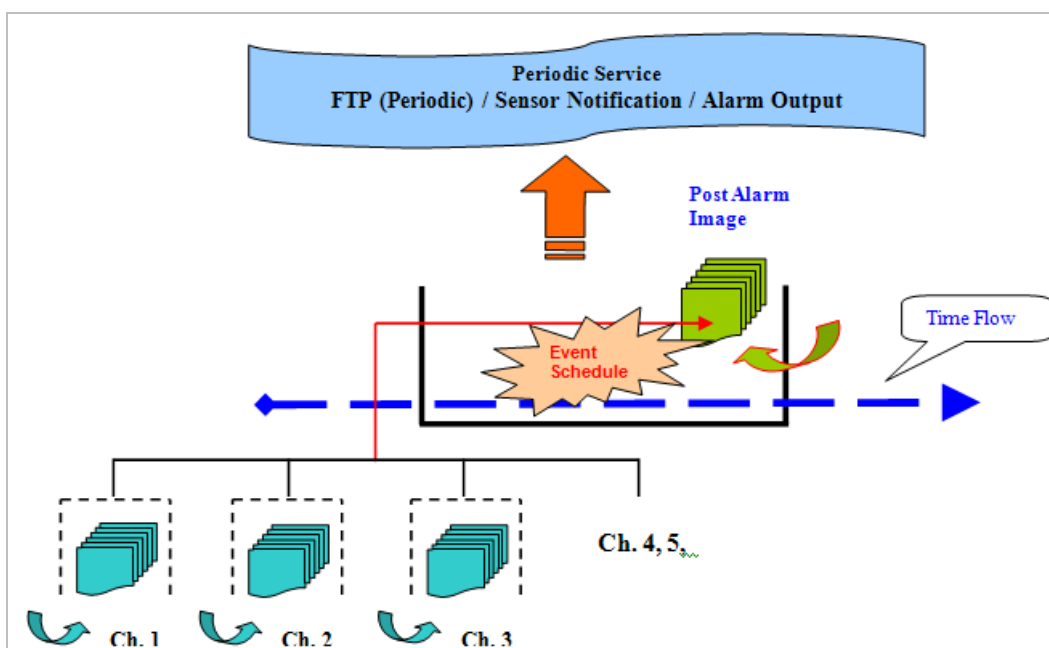 Periodic Service
FTP (Periodic) / Sensor Notification / Alarm Output
Post Alarm
Image
Time Flow
Event
Schedule
Ch. 4, 5,
Ch. 1
Ch. 2
Ch. 3